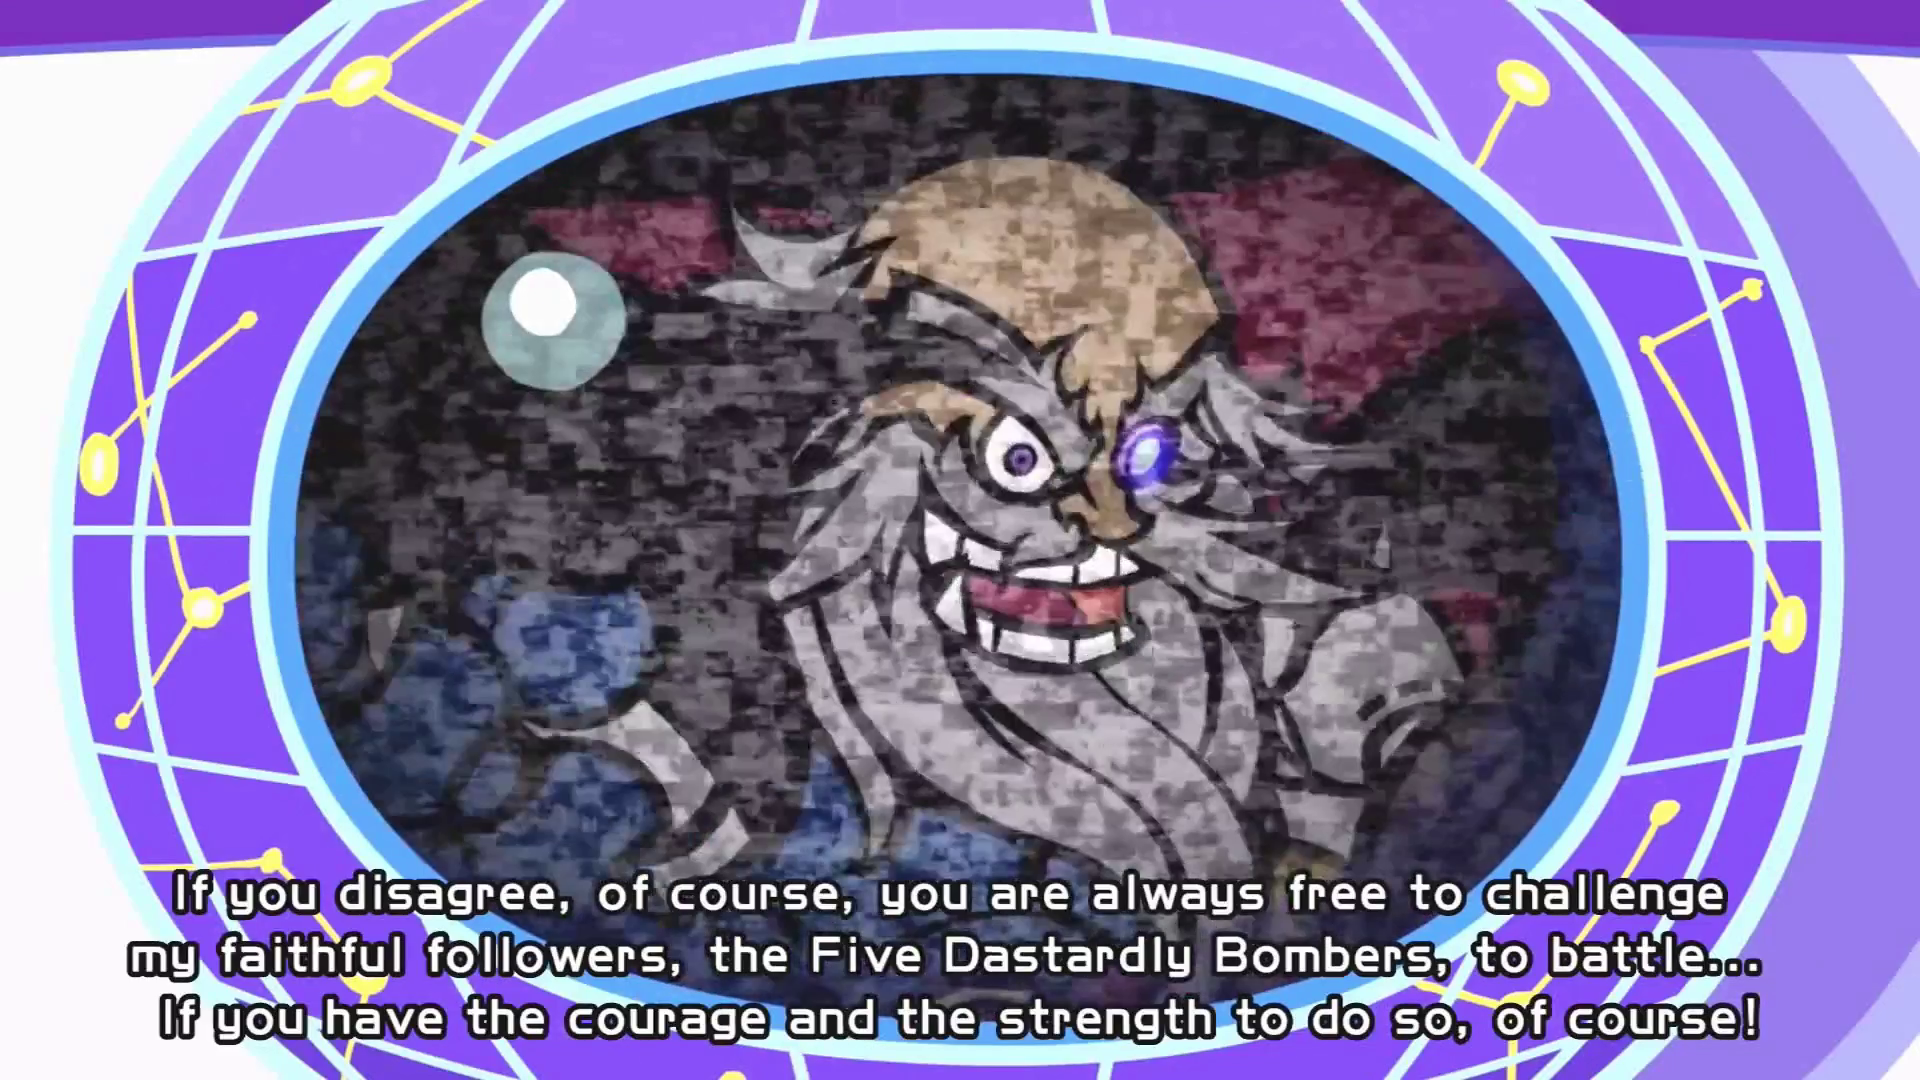 If you disagree, of course, you are always free to challenge
my faithful followers, the Five Dastardly Bombers, to battle...
If you have the courage and the strength to do so, of course!